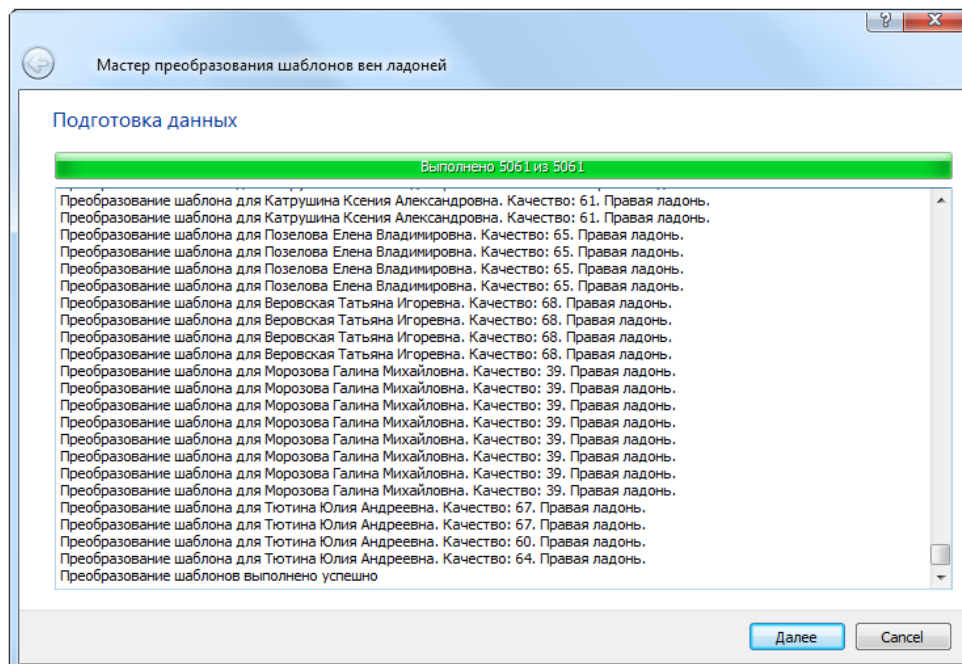 Мастер преобразования шаблонов вен ладоней
Подготовка данных
Выполнено 5061 из 5061
Преобразование шаблона для Катрушина Ксения Александровна. Качество: 61. Правая ладонь.
Преобразование шаблона для Катрушина Ксения Александровна. Качество: 61. Правая ладонь.
Преобразование шаблона для Позелова Елена Владимировна. Качество: 65. Правая ладонь.
Преобразование шаблона для Позелова Елена Владимировна. Качество: 65. Правая ладонь.
Преобразование шаблона для Позелова Елена Владимировна. Качество: 65. Правая ладонь.
Преобразование шаблона для Позелова Елена Владимировна. Качество: 65. Правая ладонь.
Преобразование шаблона для Веровская Татьяна Игоревна. Качество: 68. Правая ладонь.
Преобразование шаблона для Веровская Татьяна Игоревна. Качество: 68. Правая ладонь.
Преобразование шаблона для Веровская Татьяна Игоревна. Качество: 68. Правая ладонь.
Преобразование шаблона для Веровская Татьяна Игоревна. Качество: 68. Правая ладонь.
Преобразование шаблона для Морозова Галина Михайловна. Качество: 39. Правая ладонь.
Преобразование шаблона для Морозова Галина Михайловна. Качество: 39. Правая ладонь.
Преобразование шаблона для Морозова Галина Михайловна. Качество: 39. Правая ладонь.
Преобразование шаблона для Морозова Галина Михайловна. Качество: 39. Правая ладонь.
Преобразование шаблона для Морозова Галина Михайловна. Качество: 39. Правая ладонь.
Преобразование шаблона для Морозова Галина Михайловна. Качество: 39. Правая ладонь.
Преобразование шаблона для Морозова Галина Михайловна. Качество: 39. Правая ладонь.
Преобразование шаблона для Морозова Галина Михайловна. Качество: 39. Правая ладонь.
Преобразование шаблона для Тютина Юлия Андреевна. Качество: 67. Правая ладонь.
Преобразование шаблона для Тютина Юлия Андреевна. Качество: 67. Правая ладонь.
Преобразование шаблона для Тютина Юлия Андреевна. Качество: 60. Правая ладонь.
Преобразование шаблона для Тютина Юлия Андреевна. Качество: 64. Правая ладонь.
Преобразование шаблонов выполнено успешно
Далее
Cancel